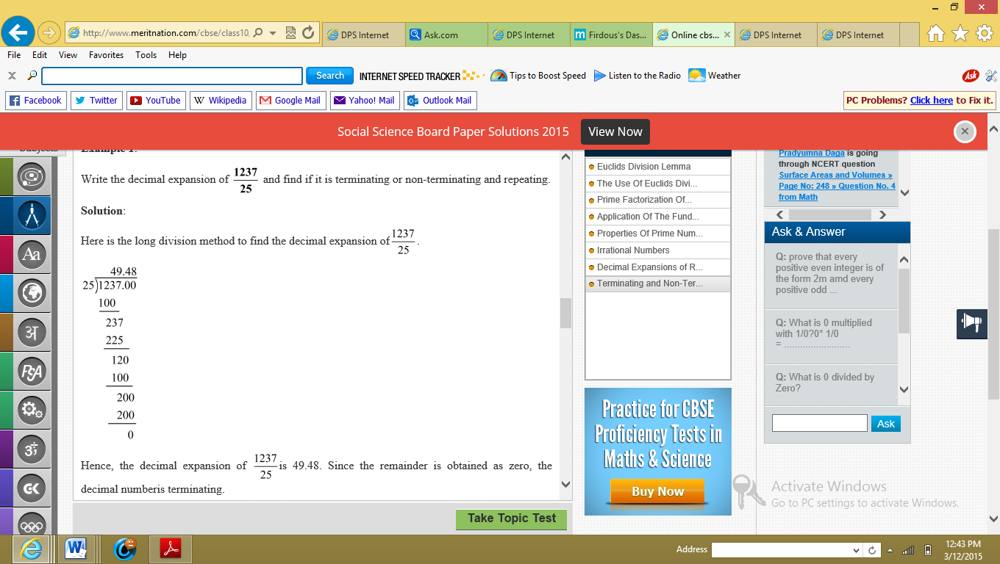 http://www.meritnation.com/cbse/class10,
DPS Internet
Ask.com
DPS Internet
Firdous's Das...
Online cbs...
DPS Internet
DPS Internet
File Edit View Favorites Tools Help
Search
INTERNET SPEED TRACKER
Tips to Boost Speed
Listen to the Radio
Weather
Ask
Facebook
Twitter
YouTube
W Wikipedia
Google Mail
Yahoo! Mail
Outlook Mail
PC Problems? Click here to Fix it.
Social Science Board Paper Solutions 2015
View Now
Subjects
Aa
अ
FSA
GK
Example 1:
Write the decimal expansion of 1237/25 and find if it is terminating or non-terminating and repeating.
Solution:
Here is the long division method to find the decimal expansion of 1237/25.
49.48
25)1237.00
100
237
225
120
100
200
200
0
Hence, the decimal expansion of 1237/25 is 49.48. Since the remainder is obtained as zero, the
decimal numberis terminating.
Take Topic Test
Euclids Division Lemma
The Use Of Euclids Divi...
Prime Factorization Of...
Application Of The Fund...
Properties Of Prime Num...
Irrational Numbers
Decimal Expansions of R...
Terminating and Non-Ter...
Practice for CBSE
Proficiency Tests in
Maths & Science
Buy Now
Pradyumna Daga is going
through NCERT question
Surface Areas and Volumes »
Page No: 248 » Question No. 4
from Math
Ask & Answer
Q: prove that every
positive even integer is of
the form 2m amd every
positive odd ...
Q: What is 0 multiplied
with 1/0?0* 1/0
= .........................
Q: What is 0 divided by
Zero?
Ask
Activate Windows
Go to PC settings to activate Windows.
Address
12:43 PM
3/12/2015